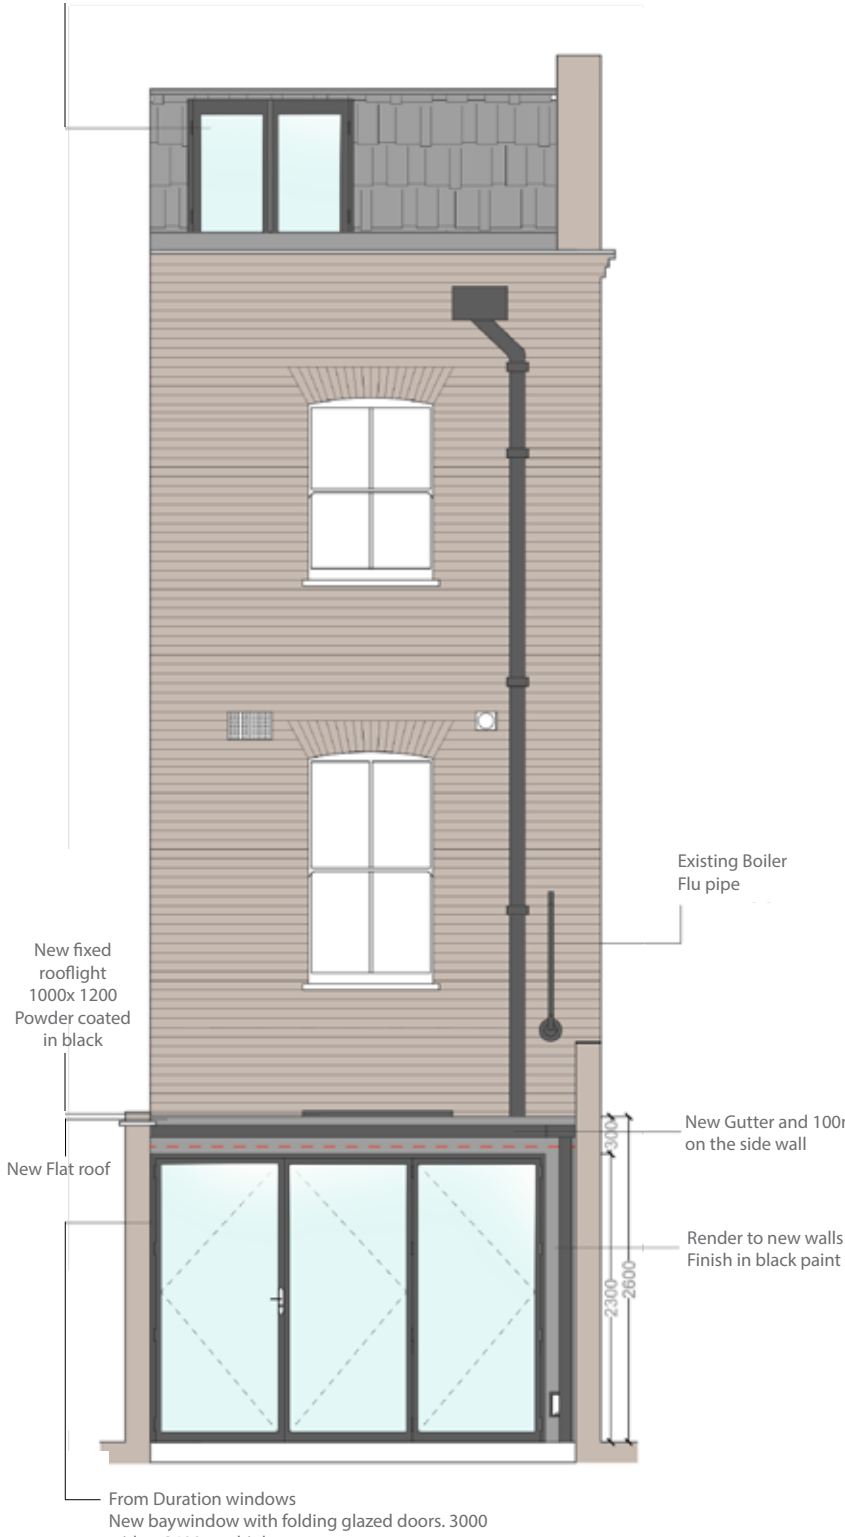 Existing Boiler
Flu pipe
New fixed
rooflight
1000x 1200
Powder coated
in black
New Gutter and 100
on the side wall
300
New Flat roof
Render to new walls
Finish in black paint
2300
2600
From Duration windows
New baywindow with folding glazed doors. 3000